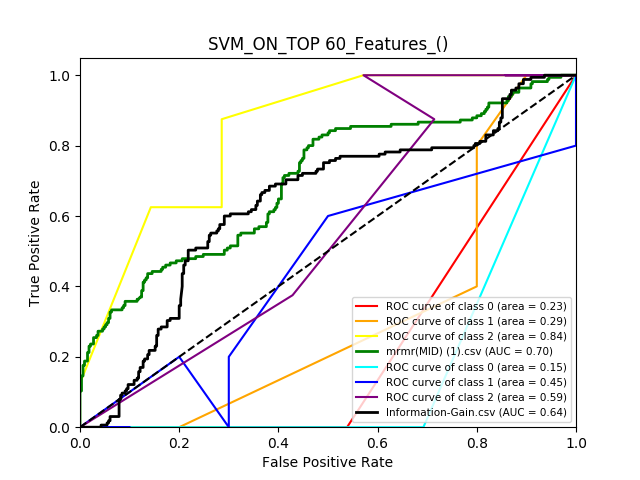 SVM_ON_TOP 60_Features_()
True Positive Rate
1.0
0.8
0.6
0.4
0.2
0.0
ROC curve of class 0 (area = 0.23)
ROC curve of class 1 (area = 0.29)
ROC curve of class 2 (area = 0.84)
mrmr(MID) (1).csv (AUC = 0.70)
ROC curve of class 0 (area = 0.15)
ROC curve of class 1 (area = 0.45)
ROC curve of class 2 (area = 0.59)
Information-Gain.csv (AUC = 0.64)
0.0 0.2 0.4 0.6 0.8 1.0
False Positive Rate